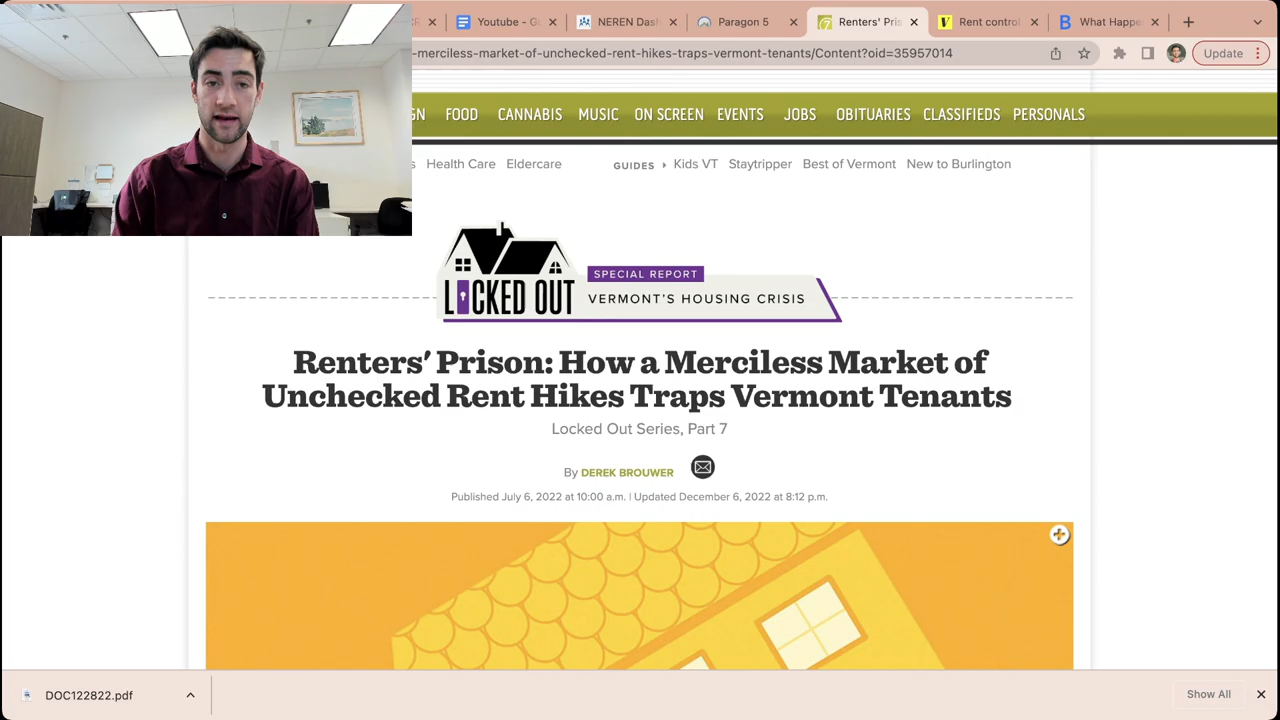 Youtube - G
NEREN Dash
Paragon 5
Renters' Pris
Rent control
What Happe
-merciless-market-of-unchecked-rent-hikes-traps-vermont-tenants/Content?oid=35957014
Update
GN FOOD CANNABIS MUSIC ON SCREEN EVENTS JOBS OBITUARIES CLASSIFIEDS PERSONALS
s Health Care Eldercare GUIDES Kids VT Staytripper Best of Vermont New to Burlington
SPECIAL REPORT
LOCKED OUT VERMONT'S HOUSING CRISIS
Renters' Prison: How a Merciless Market of
Unchecked Rent Hikes Traps Vermont Tenants
Locked Out Series, Part 7
By DEREK BROUWER
Published July 6, 2022 at 10:00 a.m. | Updated December 6, 2022 at 8:12 p.m.
DOC122822.pdf
Show All